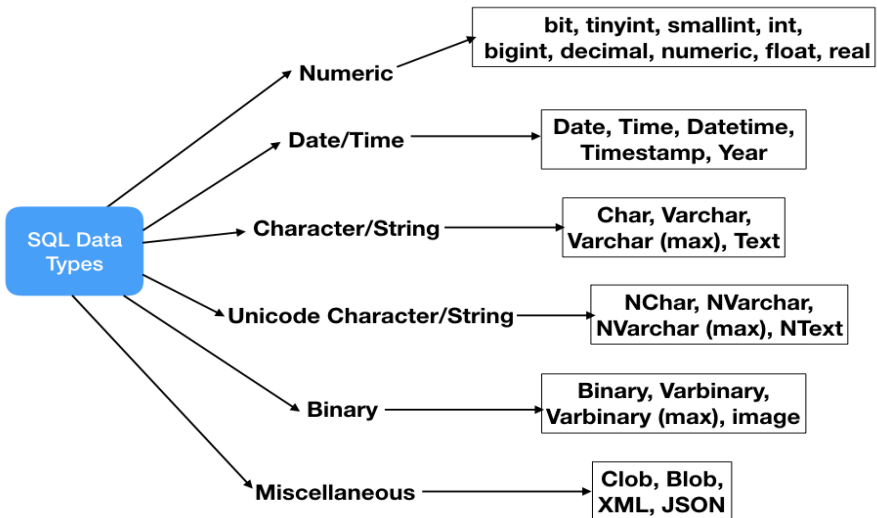 bit, tinyint, smallint, int,
bigint, decimal, numeric, float, real
Numeric
Date/Time
Date, Time, Datetime,
Timestamp, Year
Character/String
Char, Varchar,
Varchar (max), Text
SQL Data
Types
Unicode Character/String
NChar, NVarchar,
NVarchar (max), NText
Binary
Binary, Varbinary,
Varbinary (max), image
Miscellaneous
Clob, Blob,
XML, JSON